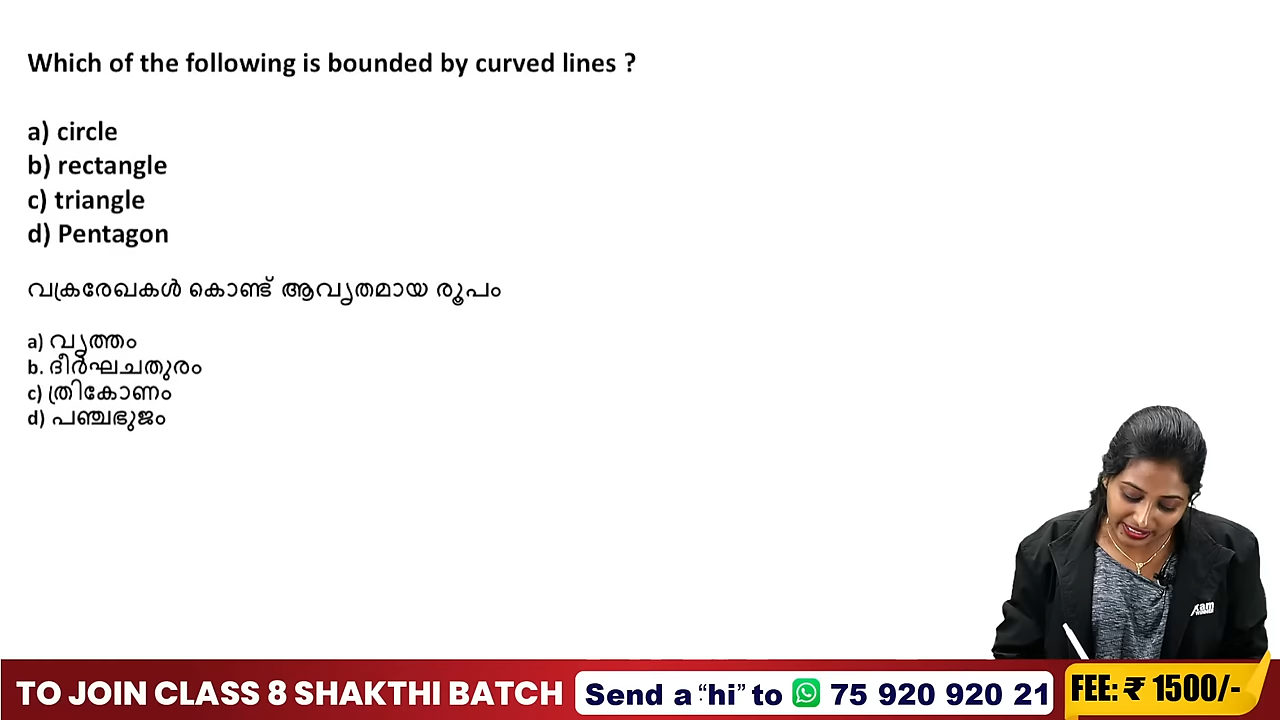 Which of the following is bounded by curved lines ?
a) circle
b) rectangle
c) triangle
d) Pentagon
വക്രരേഖകൾ കൊണ്ട് ആവൃതമായ രൂപം
a) വൃത്തം
b. ദീർഘചതുരം
c) ത്രികോണം
d) പഞ്ചഭുജം
TO JOIN CLASS 8 SHAKTHI BATCH Send a “hi” to 75 920 920 21 FEE: ₹ 1500/-